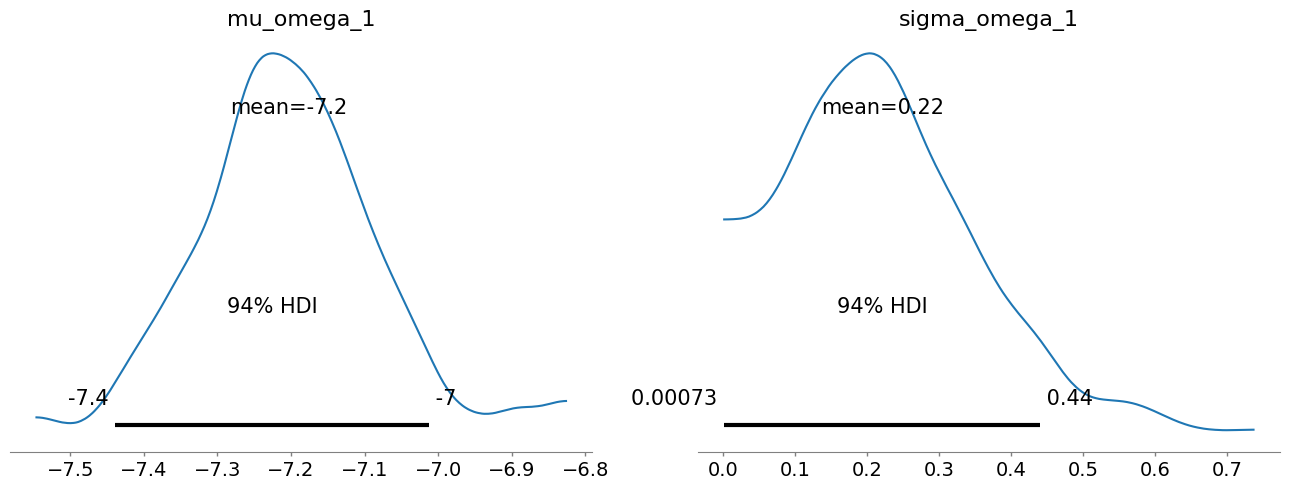 mu_omega_1
mean=-7.2
94% HDI
-7.4
-7
−7.5 −7.4 −7.3 −7.2 −7.1 −7.0 −6.9 −6.8
sigma_omega_1
mean=0.22
94% HDI
0.00073
0.44
0.0 0.1 0.2 0.3 0.4 0.5 0.6 0.7